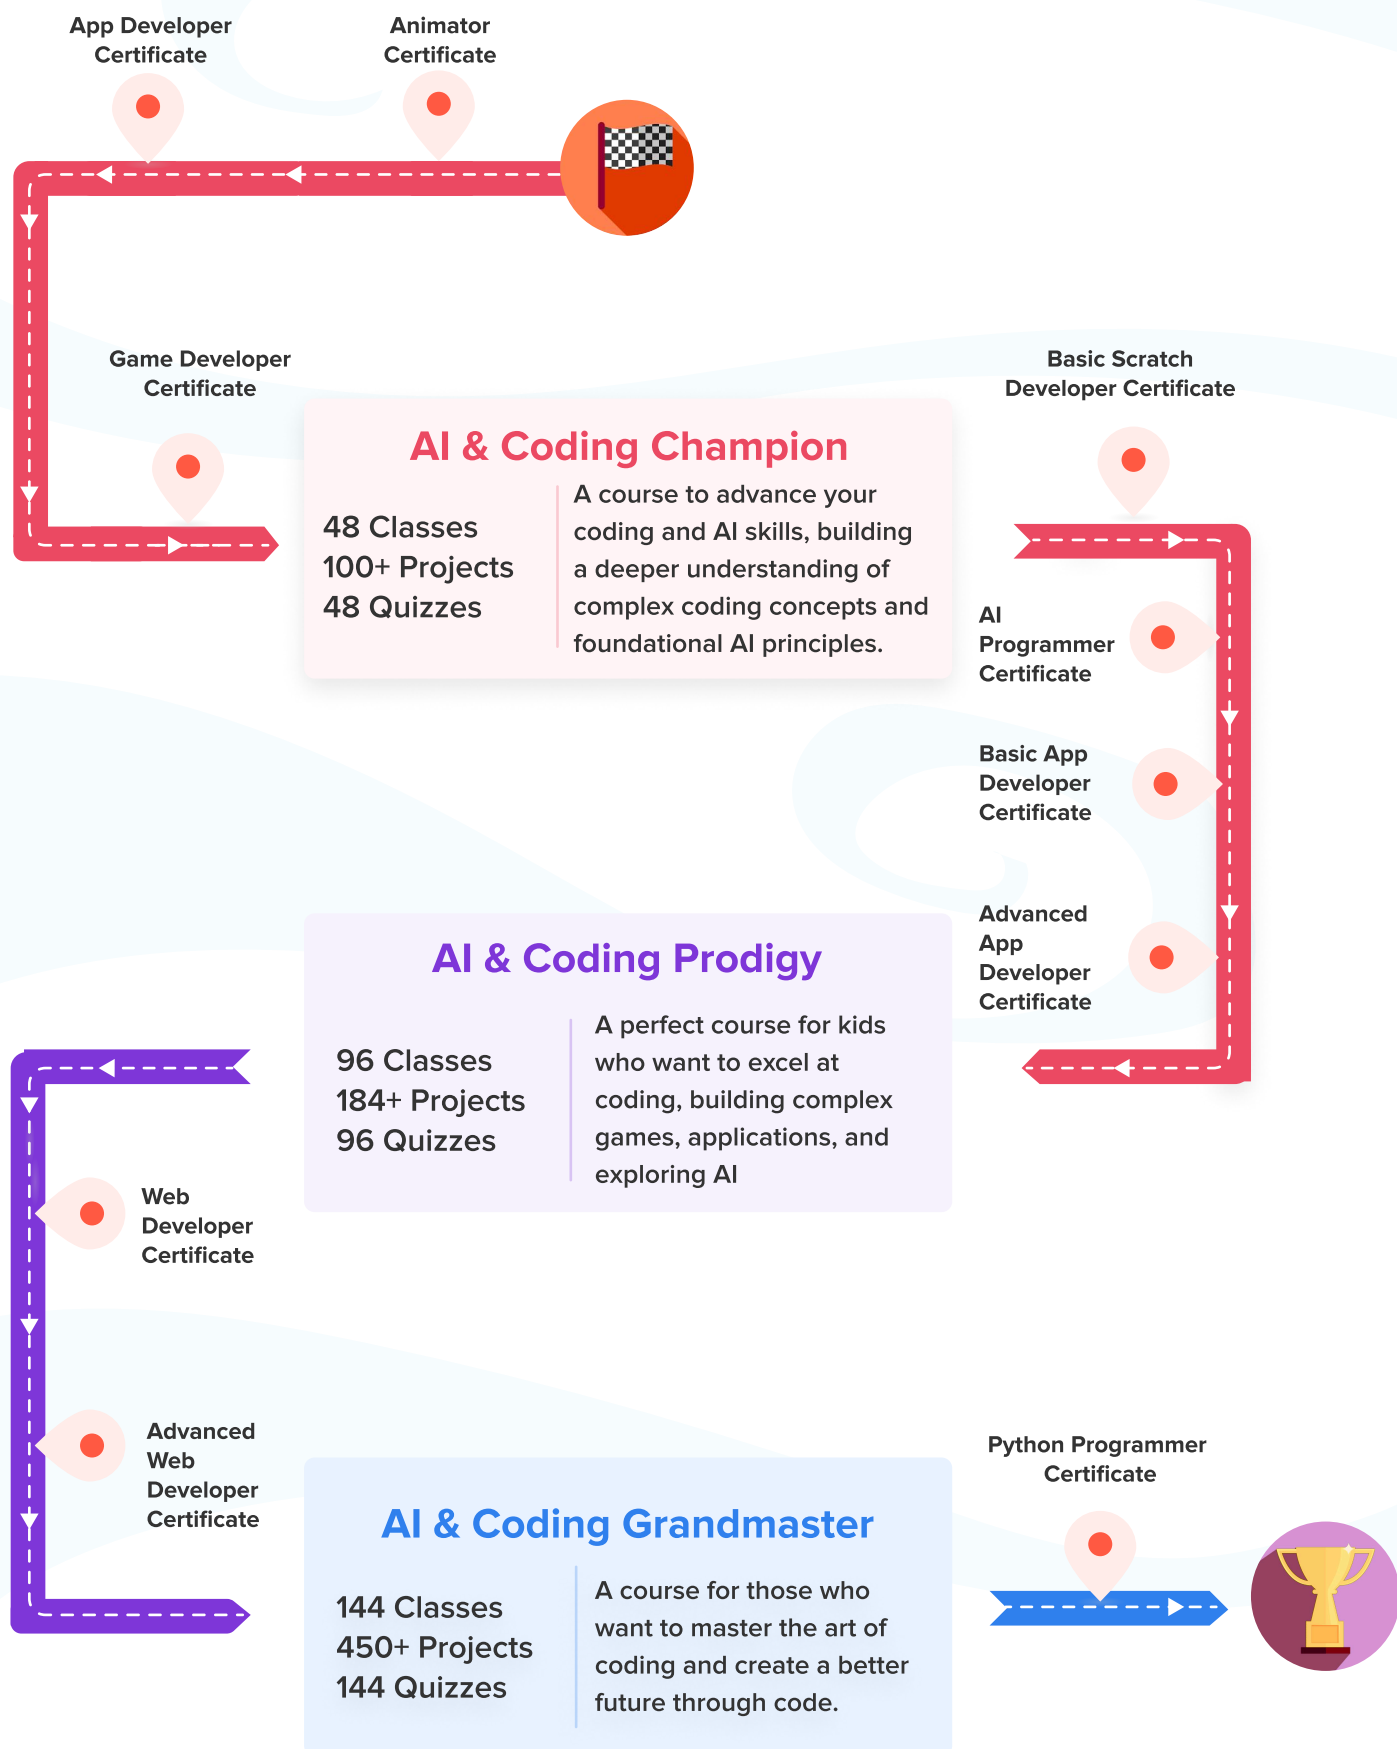 App Developer
Certificate
Animator
Certificate
Game Developer
Certificate
AI & Coding Champion
48 Classes
100+ Projects
48 Quizzes
A course to advance your
coding and AI skills, building
a deeper understanding of
complex coding concepts and
foundational AI principles.
Basic Scratch
Developer Certificate
AI
Programmer
Certificate
Basic App
Developer
Certificate
Advanced
App
Developer
Certificate
AI & Coding Prodigy
96 Classes
184+ Projects
96 Quizzes
A perfect course for kids
who want to excel at
coding, building complex
games, applications, and
exploring AI
Web
Developer
Certificate
Advanced
Web
Developer
Certificate
AI & Coding Grandmaster
144 Classes
450+ Projects
144 Quizzes
A course for those who
want to master the art of
coding and create a better
future through code.
Python Programmer
Certificate